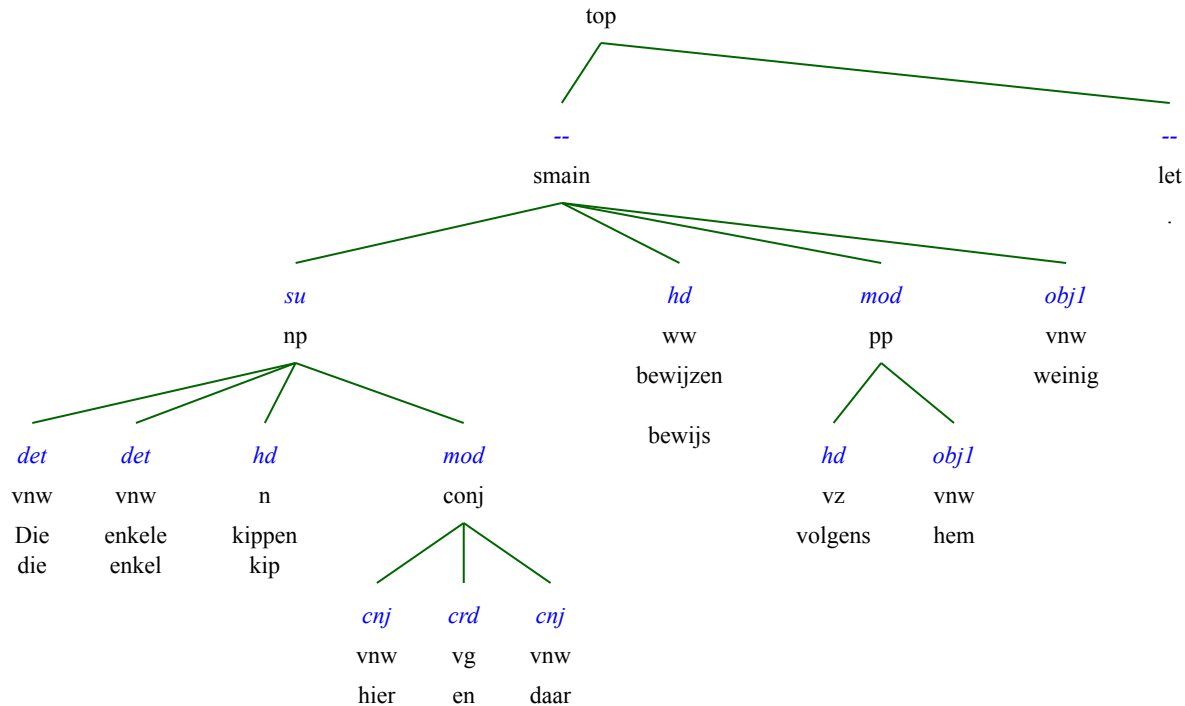 top
-- --
smain let
.
su hd mod obj1
np ww pp vnw
bewijzen weinig
bewijs
det det hd mod hd obj1
vnw vnw n conj vz vnw
Die enkele kippen volgens hem
die enkel kip
cnj crd cnj
vnw vg vnw
hier en daar